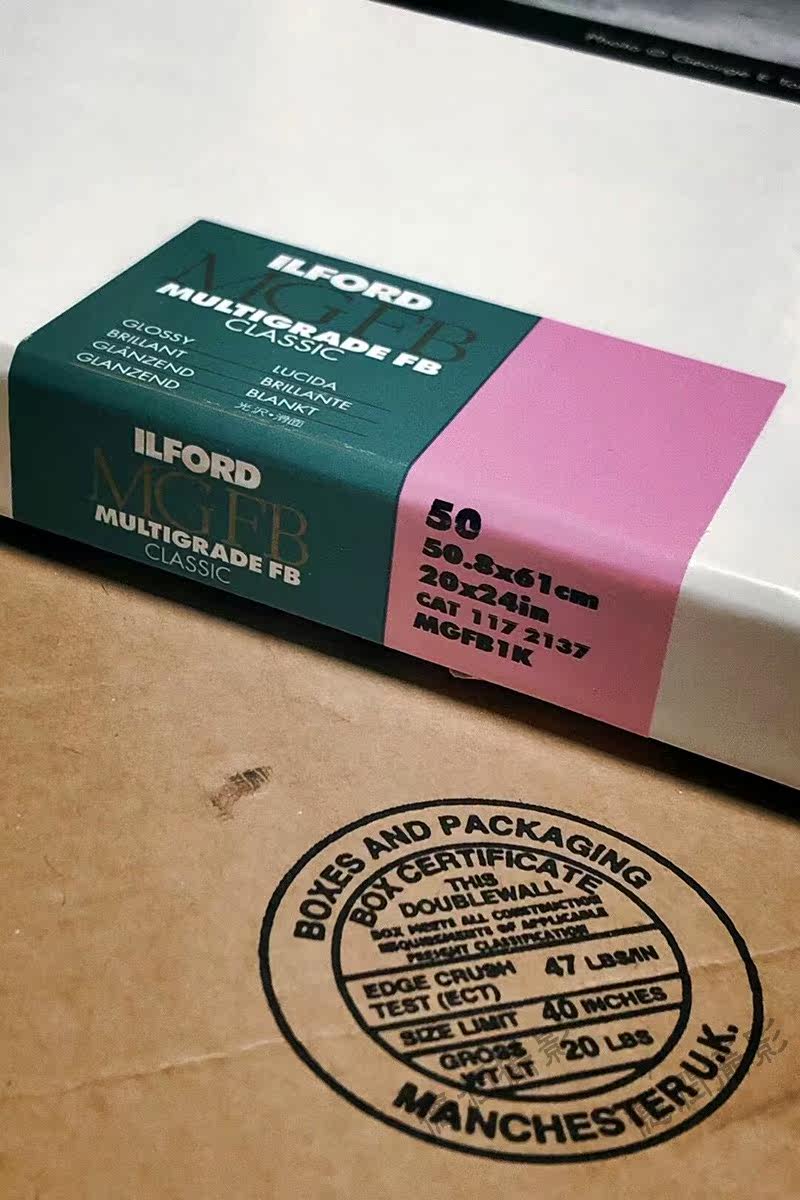 Photo © George E
ILFORD
MGFB
MULTIGRADE FB
CLASSIC
GLOSSY
BRILLANT
GLÄNZEND
GLANZEND
LUCIDA
BRILLANTE
BLANKT
光沢・滑面
ILFORD
MGFB
MULTIGRADE FB
CLASSIC
50
50.8x61cm
20x24in
CAT 117 2137
MGFB1K
BOXES AND PACKAGING
BOX CERTIFICATE
THIS
DOUBLEWALL
BOX MEETS ALL CONSTRUCTION
REQUIREMENTS OF APPLICABLE
FREIGHT CLASSIFICATION
EDGE CRUSH 47 LBS/IN
TEST (ECT)
SIZE LIMIT 40 INCHES
GROSS 20 LBS
WT LT
MANCHESTER U.K.